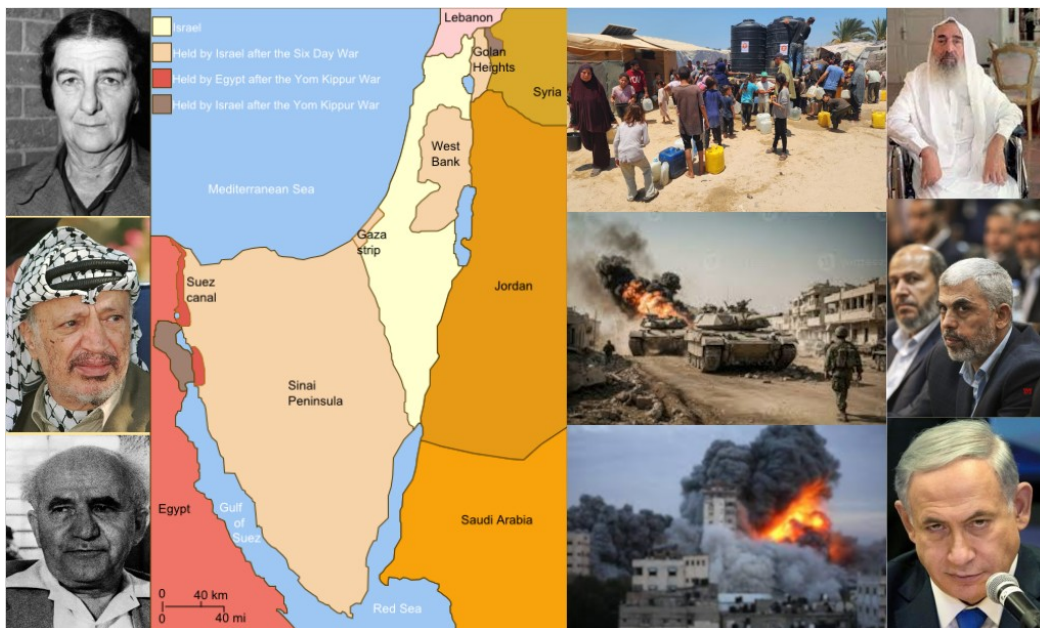 Israel
Held by Israel after the Six Day War
Held by Egypt after the Yom Kippur War
Held by Israel after the Yom Kippur War
Lebanon
Golan
Heights
Syria
West
Bank
Mediterranean Sea
Gaza
strip
Suez
canal
Jordan
Sinai
Peninsula
Egypt
Gulf
of
Suez
Saudi Arabia
Red Sea
0
40 km
0
40 mi